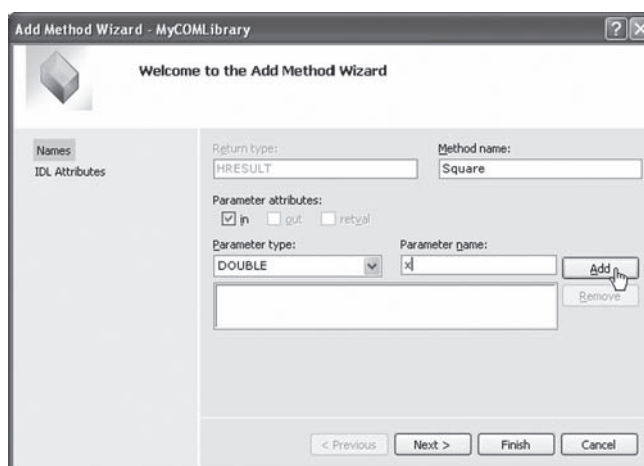 Add Method Wizard - MyCOMLibrary
Welcome to the Add Method Wizard
Names
IDL Attributes
Return type:
Method name:
HRESULT
Square
Parameter attributes:
in out retval
Parameter type:
Parameter name:
DOUBLE
x
Add
Remove
< Previous
Next >
Finish
Cancel